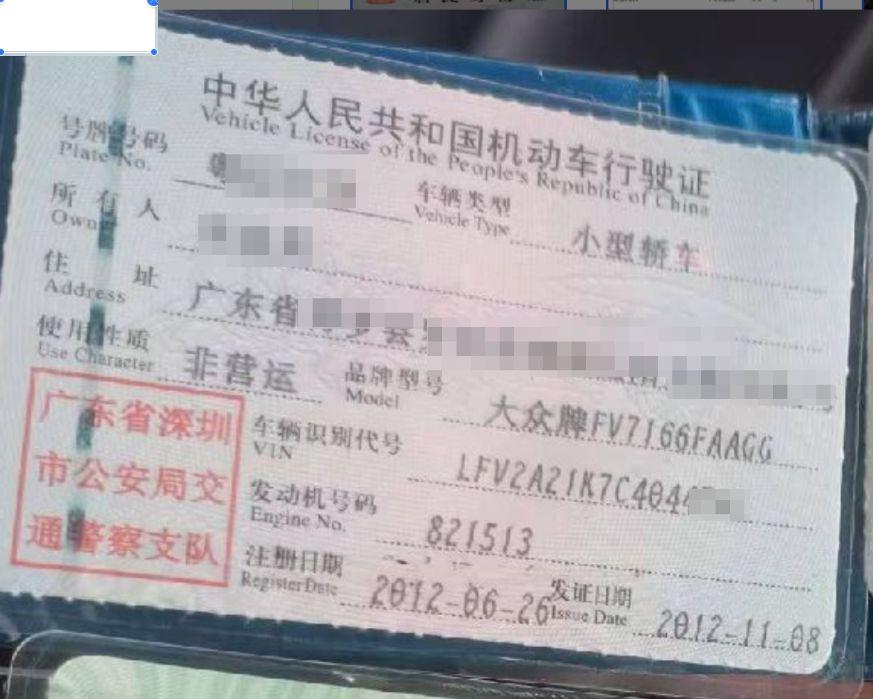 中华人民共和国机动车行驶证
Vehicle License of the People's Republic of China
号牌号码
Plate No.
粤
车辆类型
Vehicle Type
小型轿车
所有人
Owner
住址
Address
广东省
使用性质
Use Character
非营运
品牌型号
Model
大众牌FV7166FAAGG
车辆识别代号
VIN
LFV2A21K7C404
发动机号码
Engine No.
821513
注册日期
Register Date
2012-06-26
发证日期
Issue Date
2012-11-08
广东省深圳
市公安局交
通警察支队